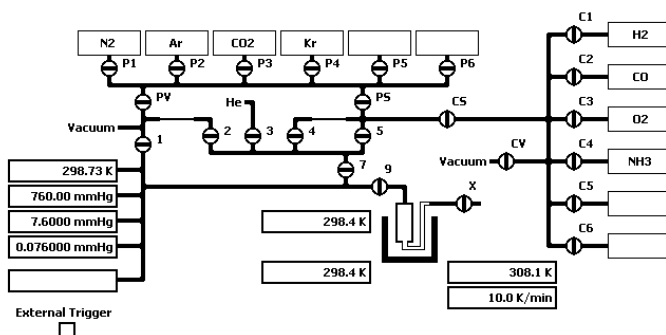 N2 Ar CO2 Kr
P1 P2 P3 P4 P5 P6
C1 H2
C2 CO
C3 O2
C4 NH3
C5
C6
PV He PS CS
Vacuum 1 2 3 4 5
Vacuum CV
7 9 X
298.73 K
760.00 mmHg
7.6000 mmHg
0.076000 mmHg
298.4 K
298.4 K 308.1 K
10.0 K/min
External Trigger